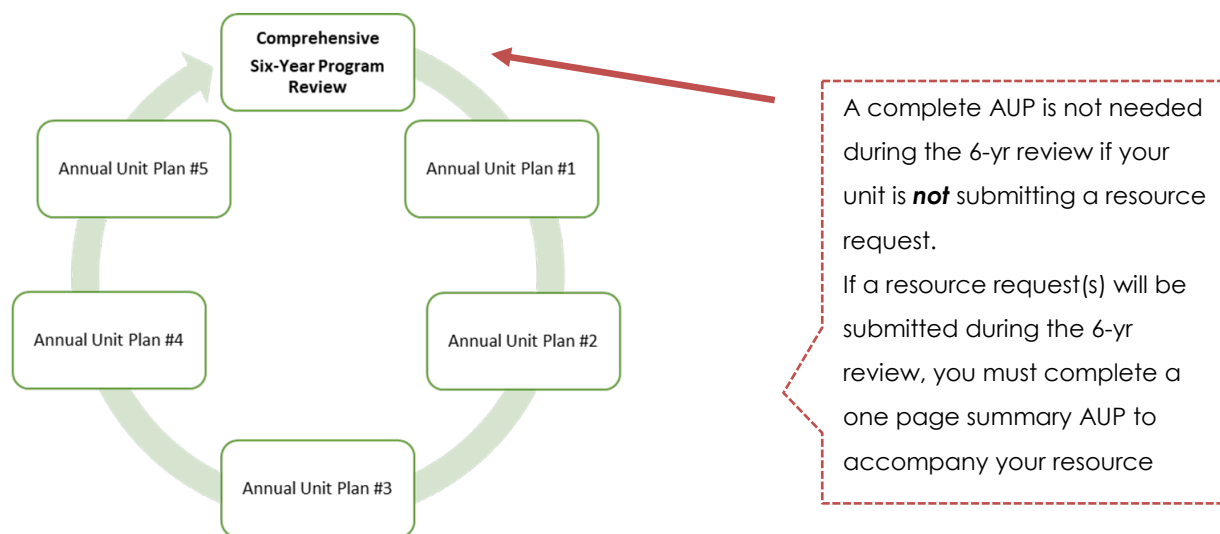 Comprehensive
Six-Year Program
Review
Annual Unit Plan #5
Annual Unit Plan #1
Annual Unit Plan #4
Annual Unit Plan #2
Annual Unit Plan #3
A complete AUP is not needed
during the 6-yr review if your
unit is not submitting a resource
request.
If a resource request(s) will be
submitted during the 6-yr
review, you must complete a
one page summary AUP to
accompany your resource